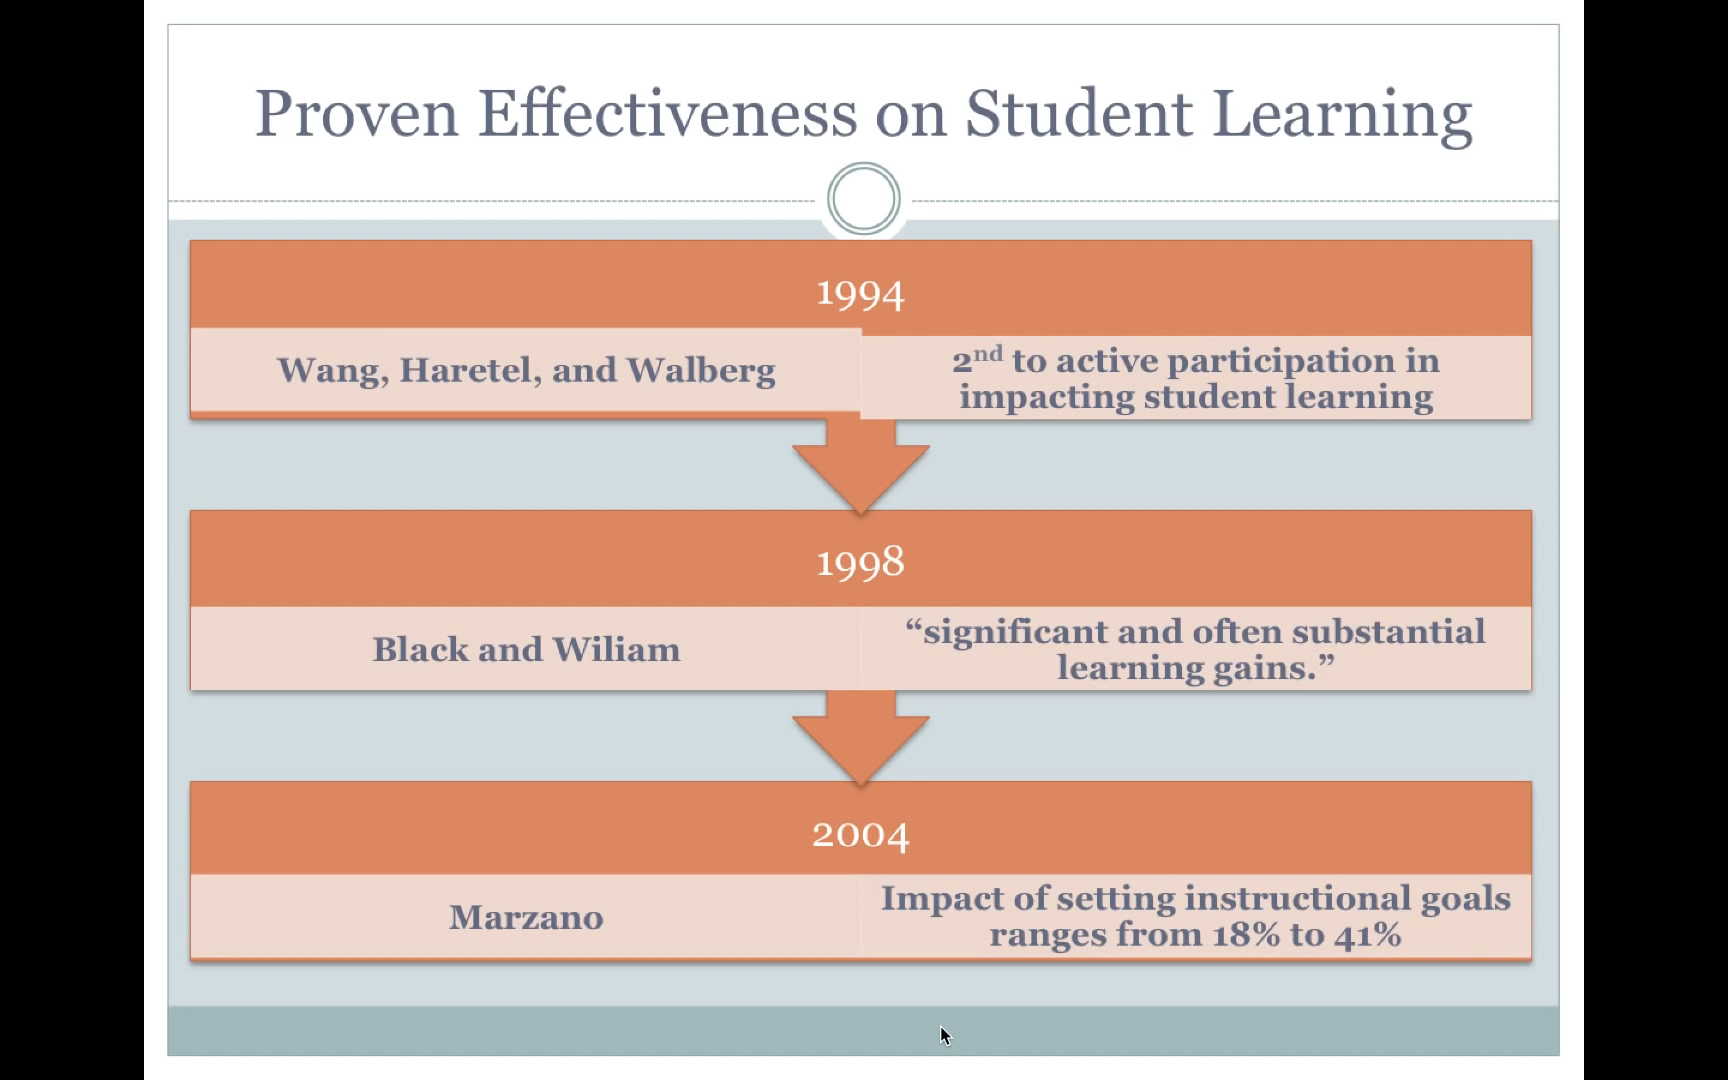 Proven Effectiveness on Student Learning
1994
Wang, Haretel, and Walberg
2nd to active participation in
impacting student learning
1998
Black and Wiliam
“significant and often substantial
learning gains.”
2004
Marzano
Impact of setting instructional goals
ranges from 18% to 41%